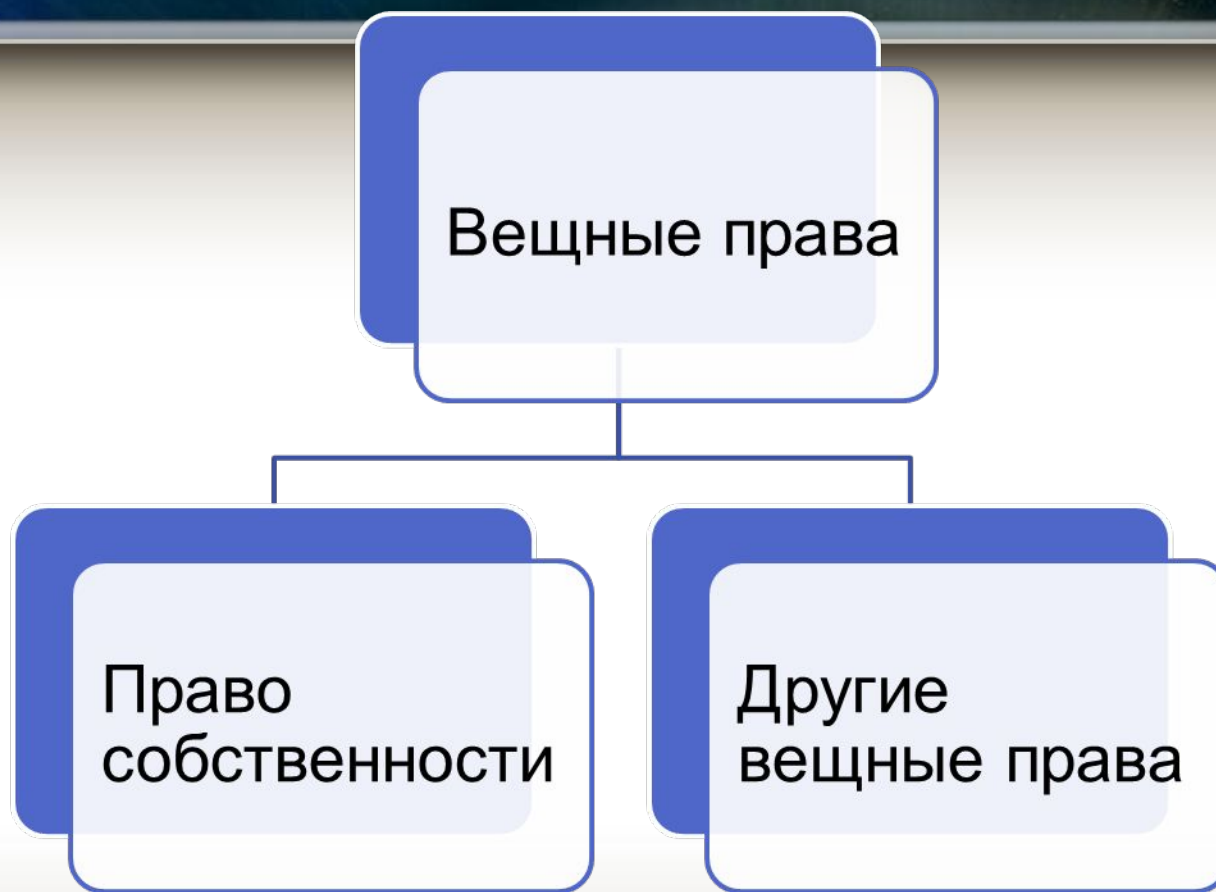 Вещные права
Право
собственности
Другие
вещные права